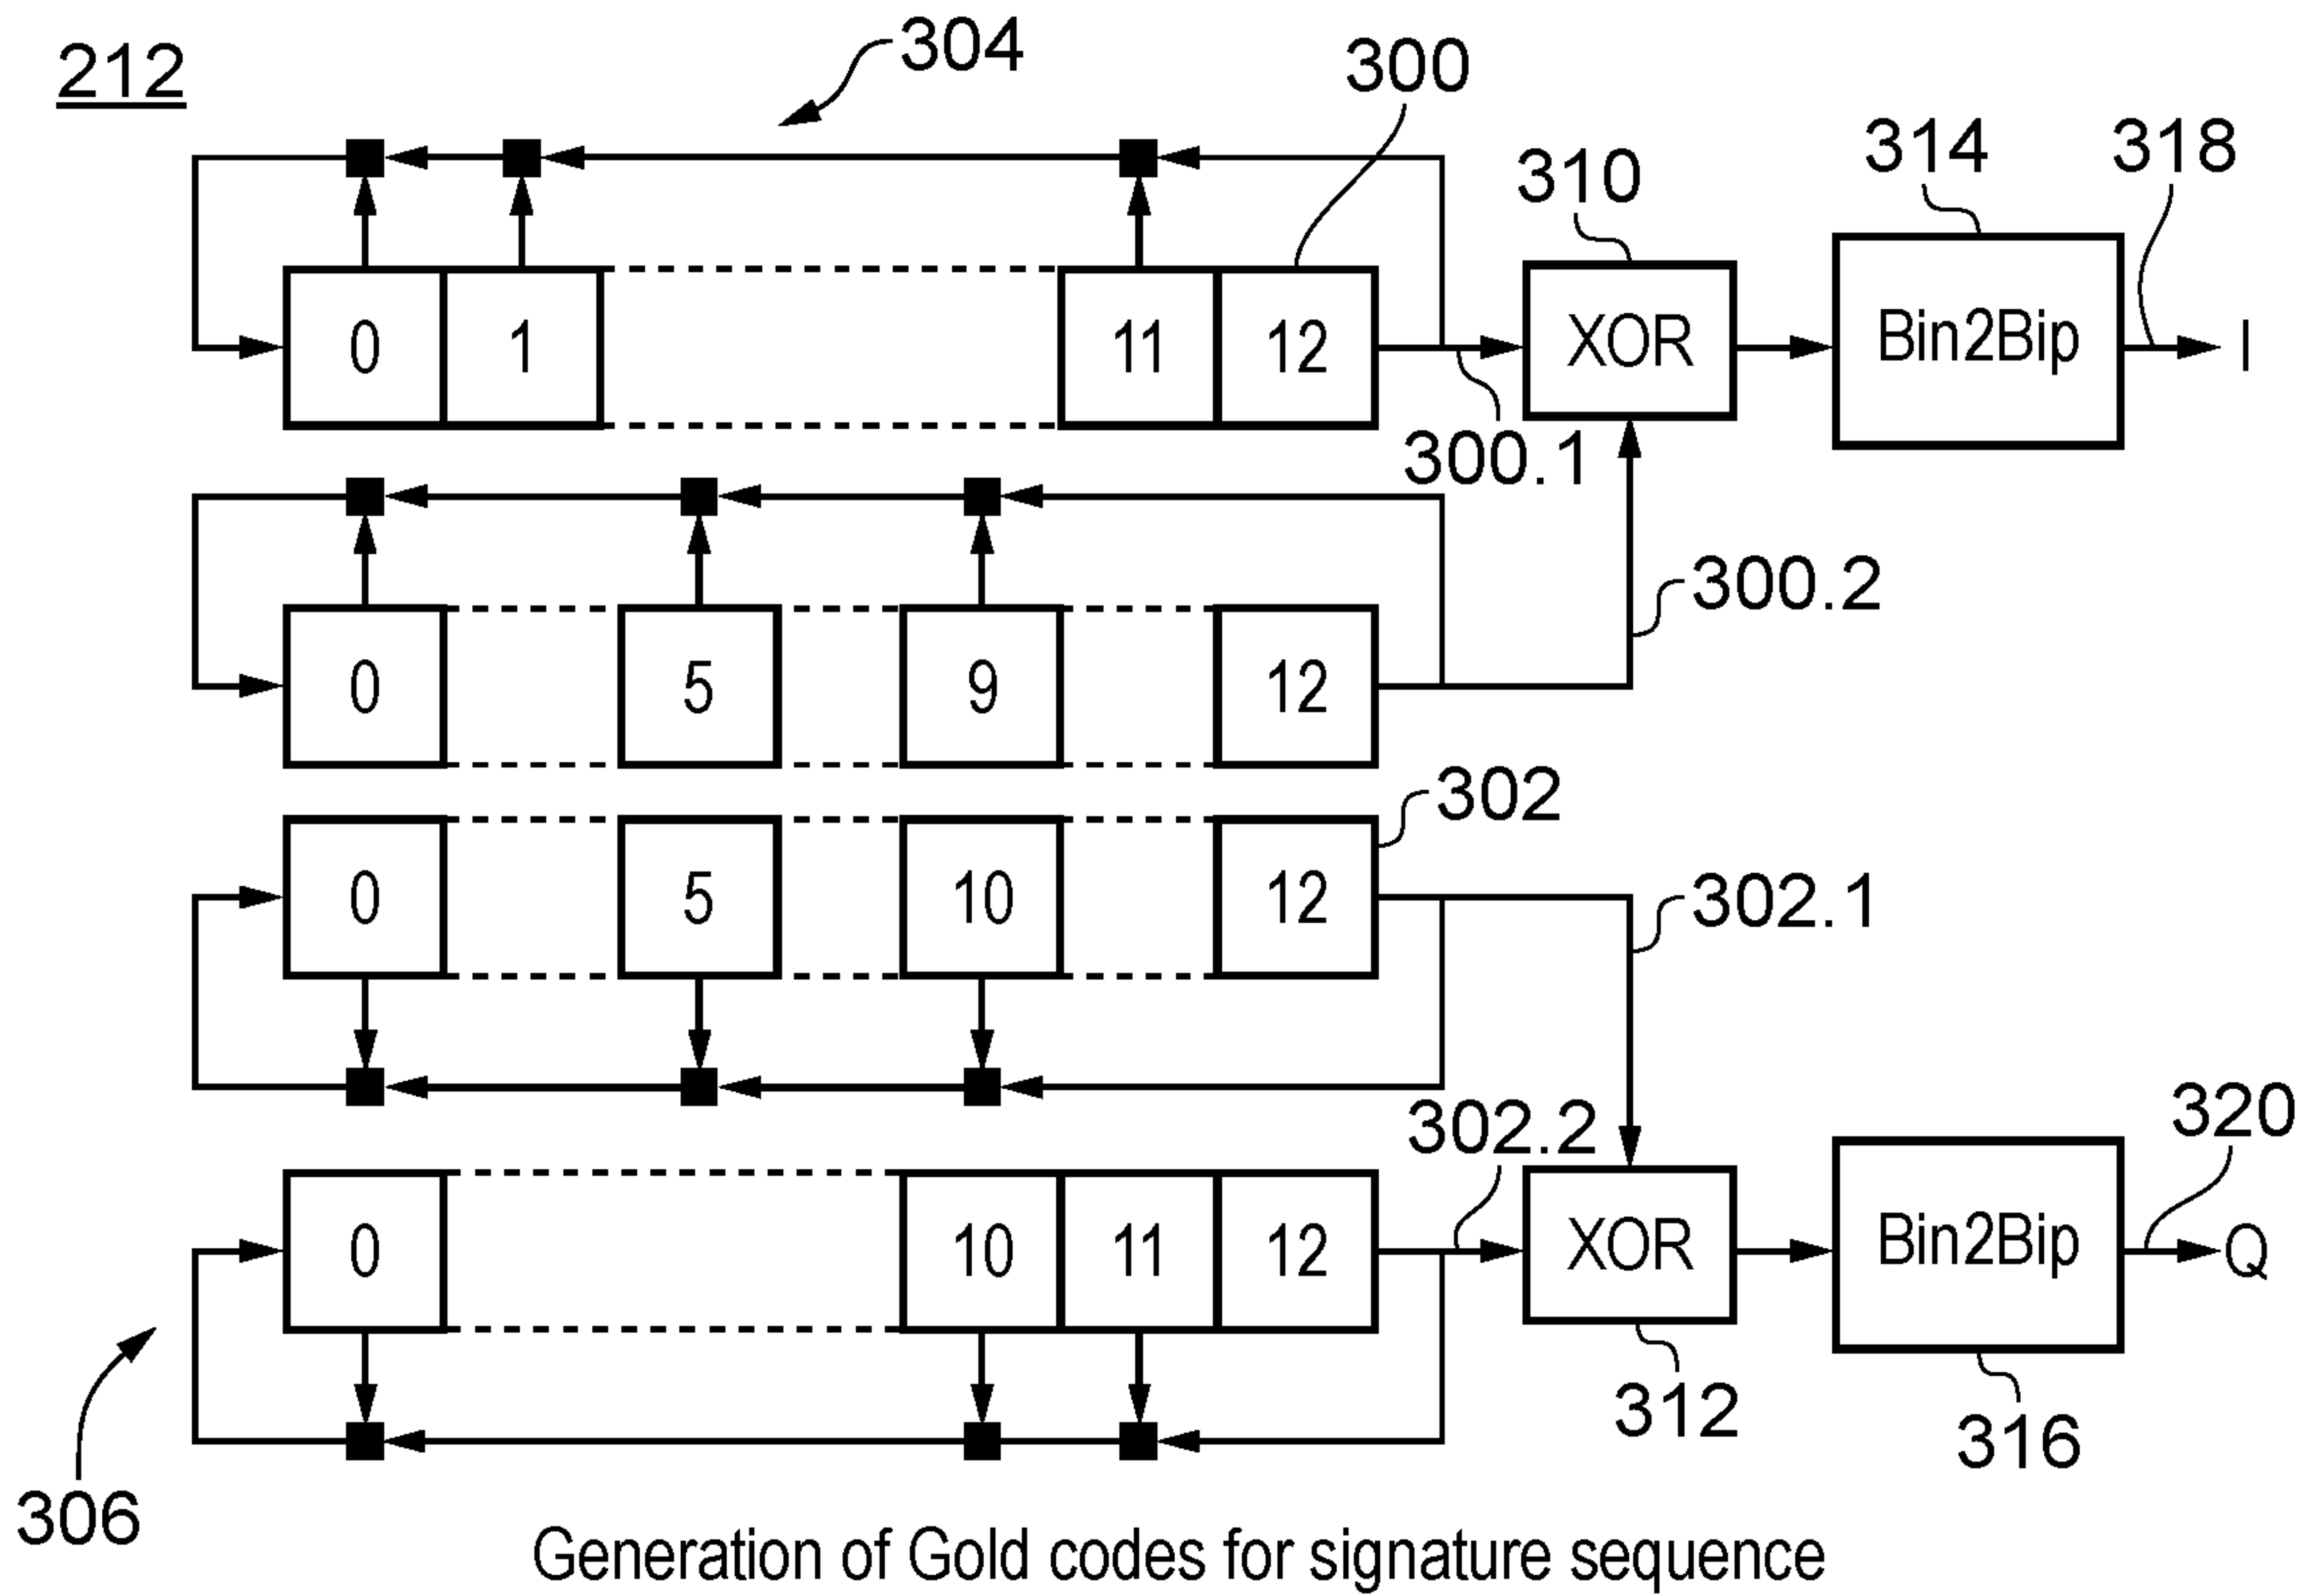 212
304
300
310
314
318
0 1 11 12
XOR
Bin2Bip
I
300.1
300.2
0 5 9 12
302
0 5 10 12
302.1
302.2
320
0 10 11 12
XOR
Bin2Bip
Q
312
316
306
Generation of Gold codes for signature sequence